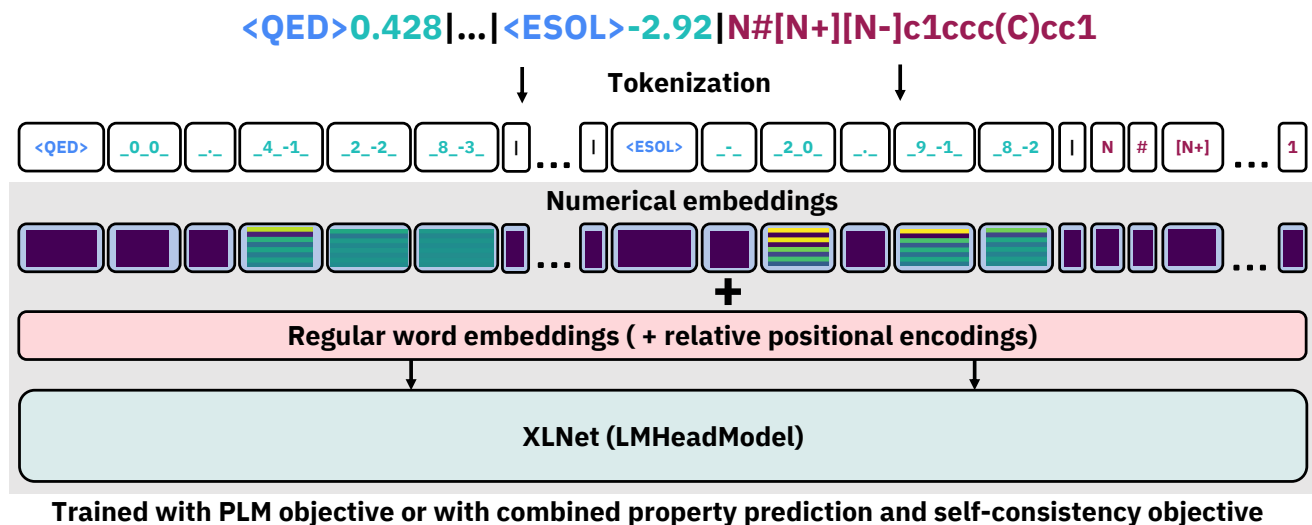 <QED>0.428|...|<ESOL>-2.92|N#[N+][N-]c1ccc(C)cc1
Tokenization
<QED> _0_0_ _._ _4_-1_ _2_-2_ _8_-3_ | ... | <ESOL> _-_ _2_0_ _._ _9_-1_ _8_-2 | N # [N+] ... 1
Numerical embeddings
... ...
+
Regular word embeddings ( + relative positional encodings)
XLNet (LMHeadModel)
Trained with PLM objective or with combined property prediction and self-consistency objective